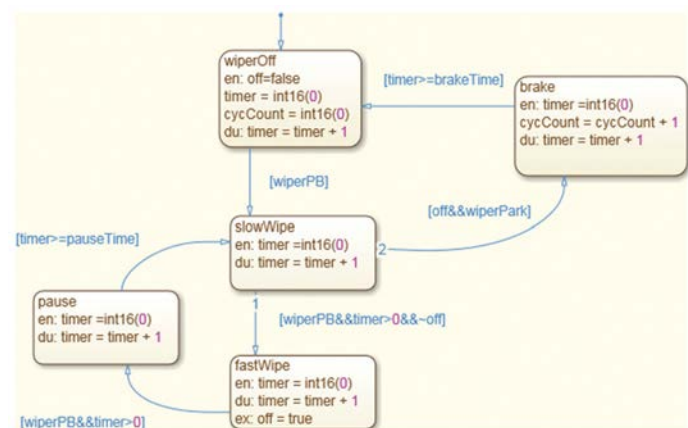 wiperOff
en: off=false
timer = int16(0)
cycCount = int16(0)
du: timer = timer + 1
[timer>=brakeTime]
brake
en: timer =int16(0)
cycCount = cycCount + 1
du: timer = timer + 1
[wiperPB]
[off&&wiperPark]
slowWipe
en: timer =int16(0)
du: timer = timer + 1
2
1
[timer>=pauseTime]
pause
en: timer =int16(0)
du: timer = timer + 1
[wiperPB&&timer>0&&~off]
fastWipe
en: timer = int16(0)
du: timer = timer + 1
ex: off = true
[wiperPB&&timer>0]